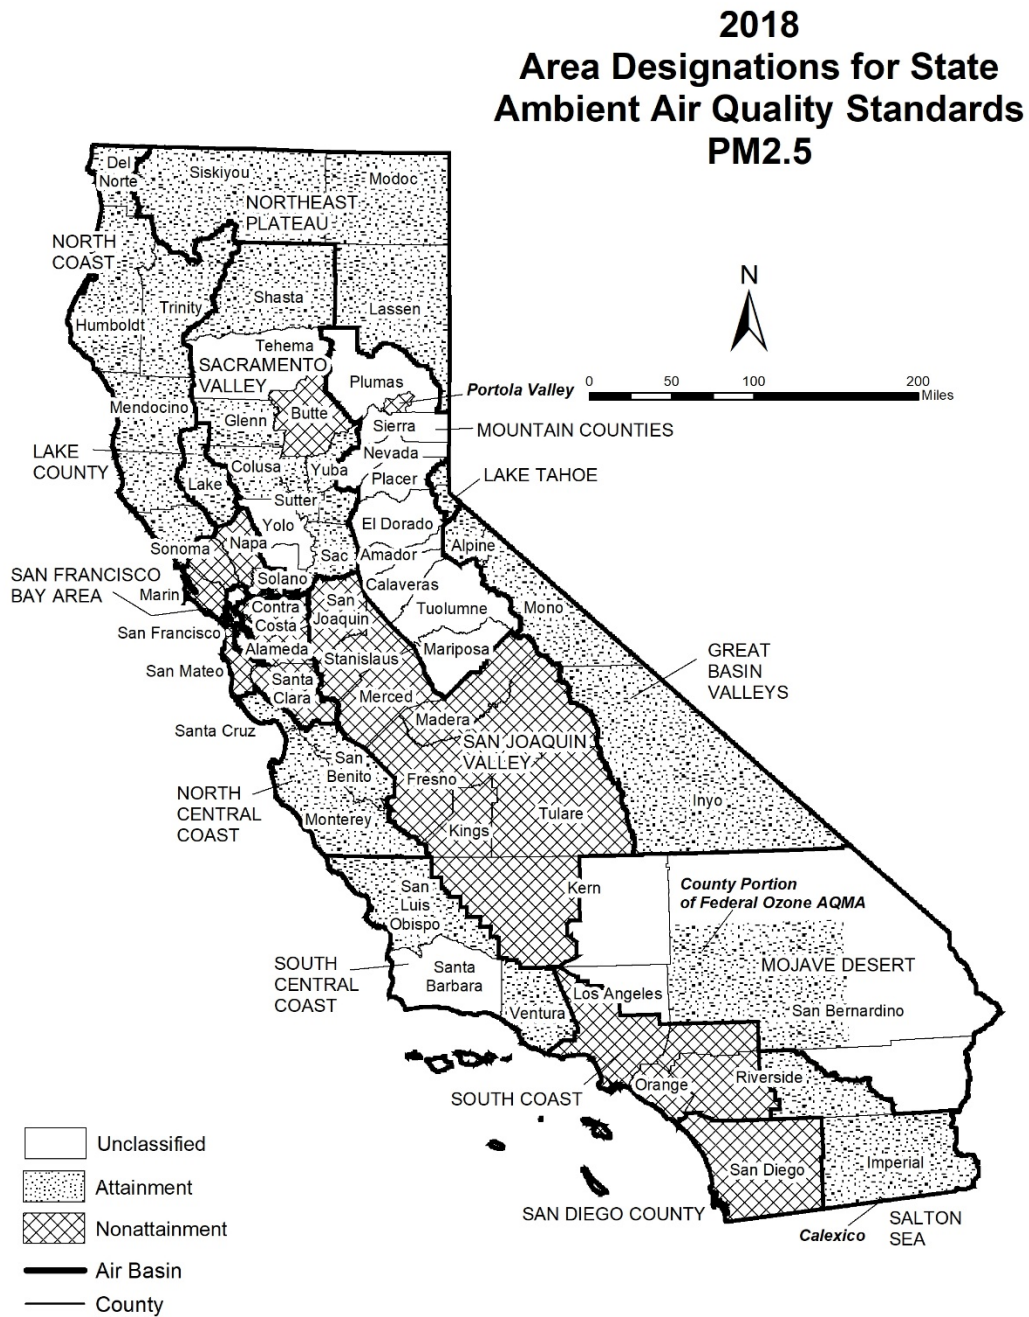 2018
Area Designations for State
Ambient Air Quality Standards
PM2.5
Del
Norte
Siskiyou
Modoc
NORTHEAST
PLATEAU
NORTH
COAST
Trinity
Shasta
Lassen
Humboldt
N
Tehema
SACRAMENTO
VALLEY
Plumas
Portola Valley
0 50 100 200
Miles
Mendocino
Glenn
Butte
Sierra
MOUNTAIN COUNTIES
LAKE
COUNTY
Nevada
Colusa
Yuba
Placer
LAKE TAHOE
Lake
Sutter
Yolo
El Dorado
Sonoma
Napa
Sac
Amador
Alpine
SAN FRANCISCO
BAY AREA
Solano
Calaveras
Marin
Contra
Costa
San
Joaquin
Tuolumne
Mono
San Francisco
Alameda
Stanislaus
Mariposa
GREAT
BASIN
VALLEYS
San Mateo
Santa
Clara
Merced
Madera
Santa Cruz
SAN JOAQUIN
VALLEY
San
Benito
Fresno
NORTH
CENTRAL
COAST
Monterey
Kings
Tulare
Inyo
Kern
County Portion
of Federal Ozone AQMA
San
Luis
Obispo
SOUTH
CENTRAL
COAST
Santa
Barbara
MOJAVE DESERT
Los Angeles
Ventura
San Bernardino
SOUTH COAST
Orange
Riverside
San Diego
Imperial
SAN DIEGO COUNTY
Calexico
SALTON
SEA
Unclassified
Attainment
Nonattainment
Air Basin
County